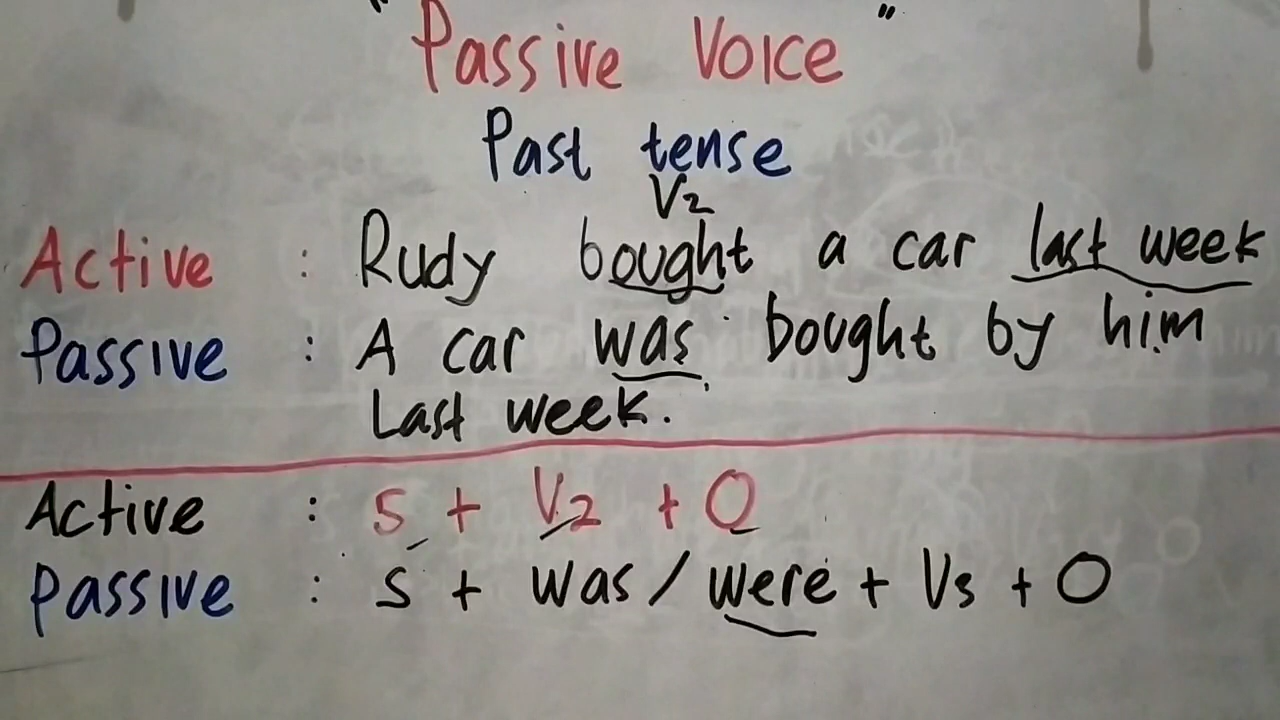 "Passive Voice"
Past tense
V2
Active : Rudy bought a car last week
Passive : A car was bought by him
Last week.
Active : S + V2 + O
Passive : S + was / were + V3 + O